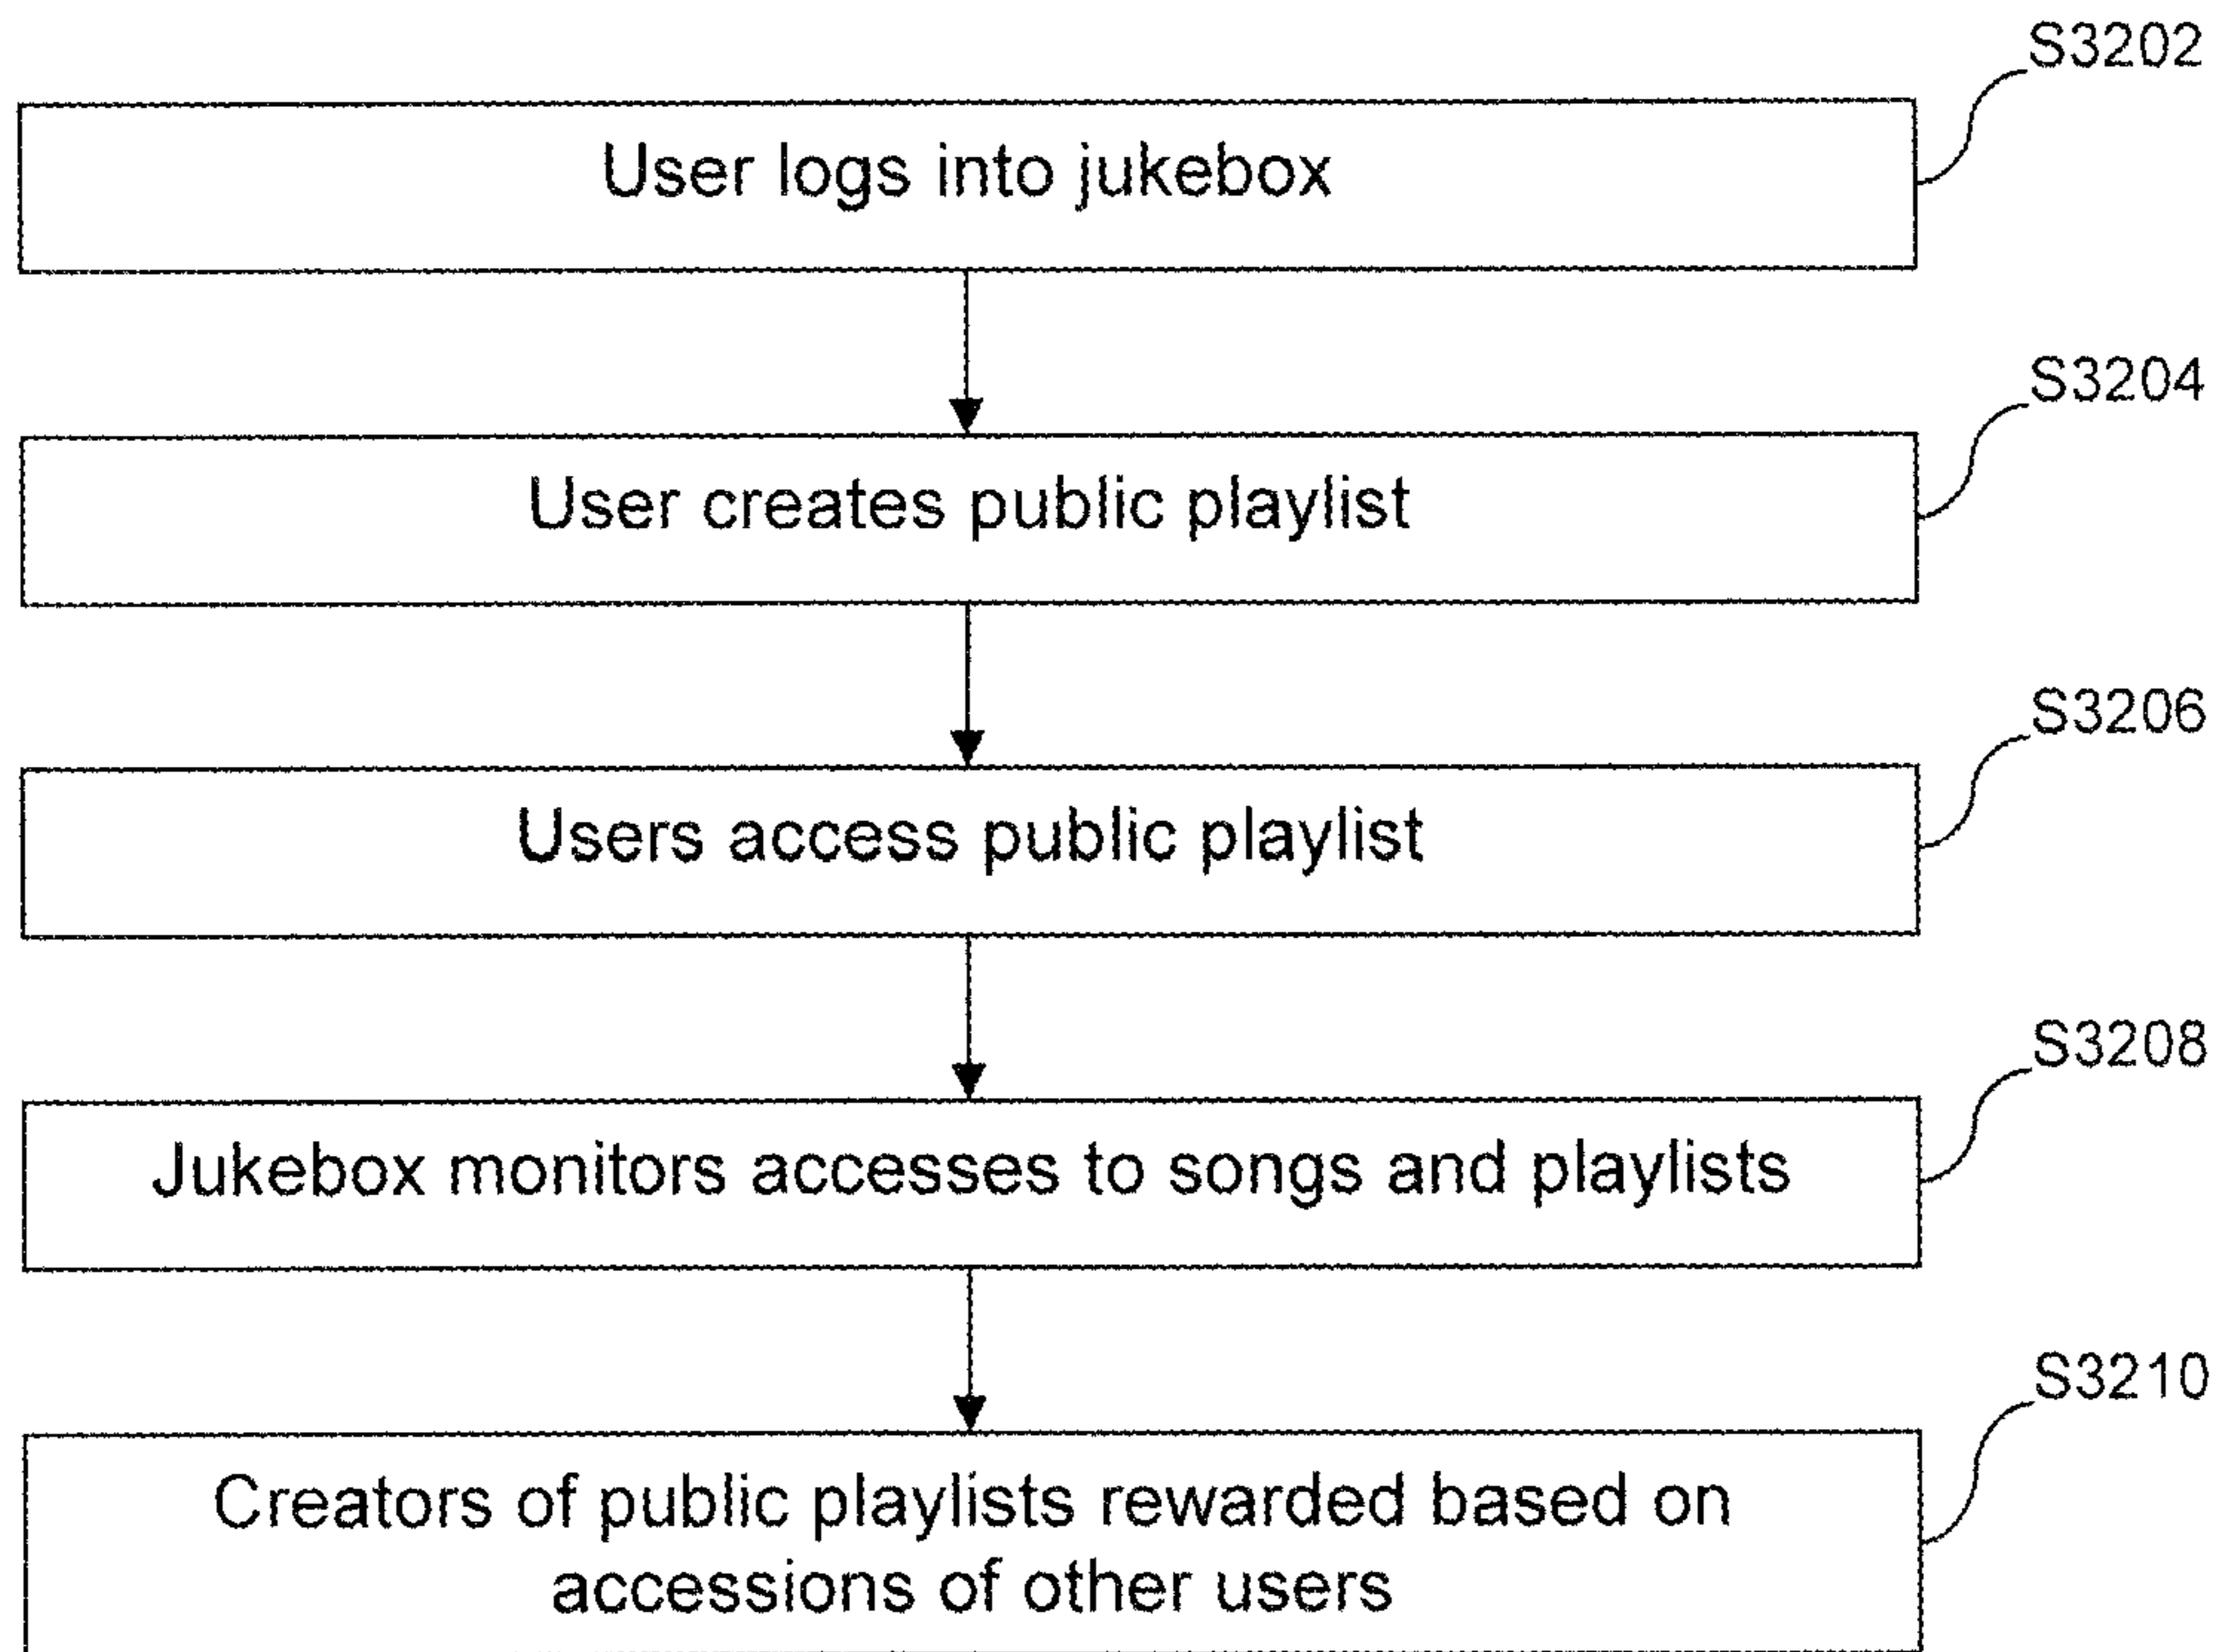 S3202
User logs into jukebox
S3204
User creates public playlist
S3206
Users access public playlist
S3208
Jukebox monitors accesses to songs and playlists
S3210
Creators of public playlists rewarded based on
accessions of other users